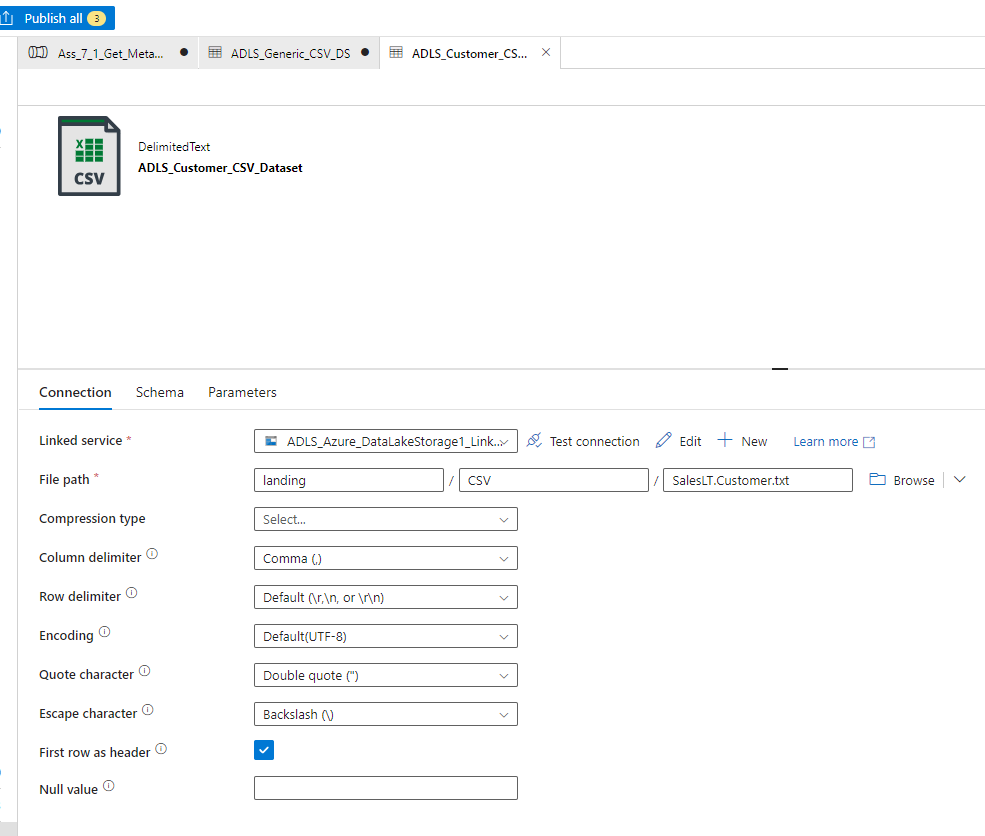 Publish all 3
Ass_7_1_Get_Meta... ADLS_Generic_CSV_DS ADLS_Customer_CS...
X
CSV
DelimitedText
ADLS_Customer_CSV_Dataset
Connection Schema Parameters
Linked service * ADLS_Azure_DataLakeStorage1_Link... Test connection Edit New Learn more
File path * landing / CSV / SalesLT.Customer.txt Browse
Compression type Select...
Column delimiter Comma (,)
Row delimiter Default (\r,\n, or \r\n)
Encoding Default(UTF-8)
Quote character Double quote (")
Escape character Backslash (\)
First row as header
Null value